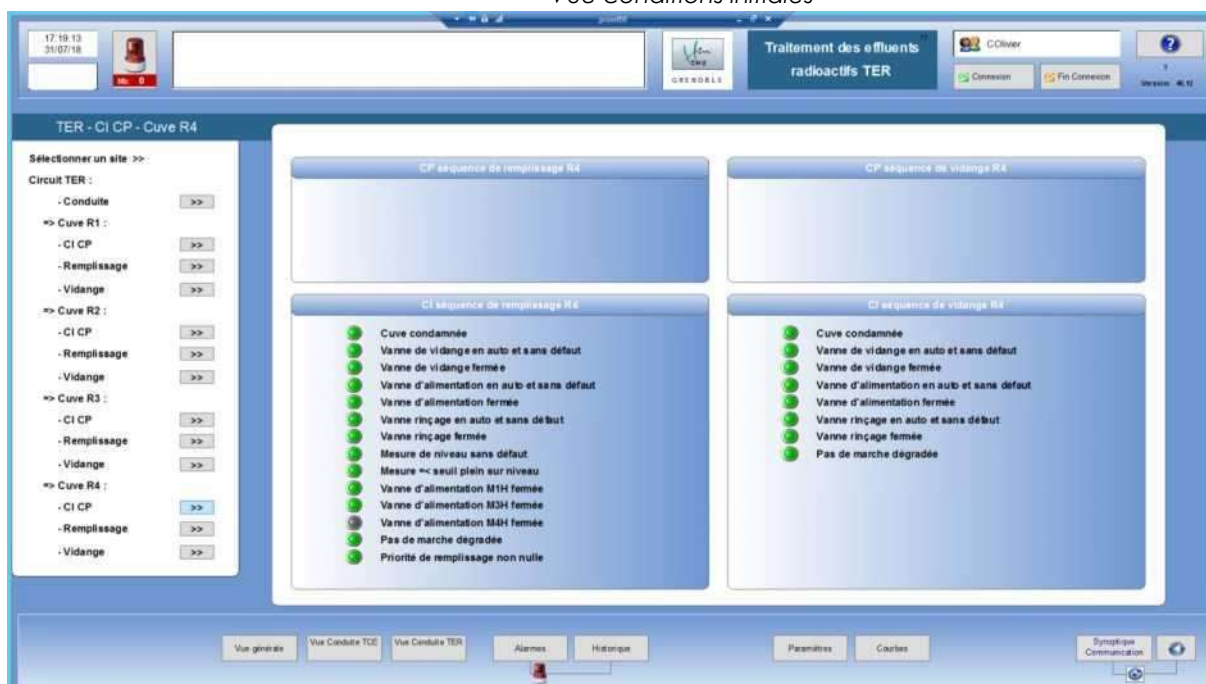 Vue Conditions Initiales
17:19:13
31/07/18
Nb: 0
CHU
GRENOBLE
Traitement des effluents
radioactifs TER
COlivier
Connexion
Fin Connexion
?
TER - CI CP - Cuve R4
Sélectionner un site >>
Circuit TER :
- Conduite >>
=> Cuve R1 :
- CI CP >>
- Remplissage >>
- Vidange >>
=> Cuve R2 :
- CI CP >>
- Remplissage >>
- Vidange >>
=> Cuve R3 :
- CI CP >>
- Remplissage >>
- Vidange >>
=> Cuve R4 :
- CI CP >>
- Remplissage >>
- Vidange >>
CP séquence de remplissage R4
CP séquence de vidange R4
CI séquence de remplissage R4
Cuve condamnée
Vanne de vidange en auto et sans défaut
Vanne de vidange fermée
Vanne d'alimentation en auto et sans défaut
Vanne d'alimentation fermée
Vanne rinçage en auto et sans défaut
Vanne rinçage fermée
Mesure de niveau sans défaut
Mesure =< seuil plein sur niveau
Vanne d'alimentation M1H fermée
Vanne d'alimentation M3H fermée
Vanne d'alimentation M4H fermée
Pas de marche dégradée
Priorité de remplissage non nulle
CI séquence de vidange R4
Cuve condamnée
Vanne de vidange en auto et sans défaut
Vanne de vidange fermée
Vanne d'alimentation en auto et sans défaut
Vanne d'alimentation fermée
Vanne rinçage en auto et sans défaut
Vanne rinçage fermée
Pas de marche dégradée
Vue générale
Vue Conduite TCE
Vue Conduite TER
Alarmes
Historique
Paramètres
Courbes
Synoptique
Communication